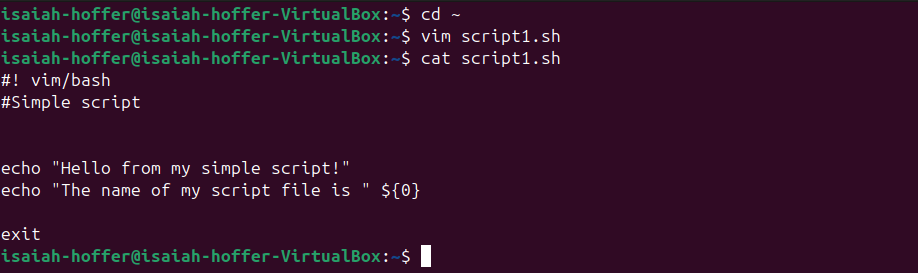 isaiah-hoffer@isaiah-hoffer-VirtualBox:~$ cd ~
isaiah-hoffer@isaiah-hoffer-VirtualBox:~$ vim script1.sh
isaiah-hoffer@isaiah-hoffer-VirtualBox:~$ cat script1.sh
#! vim/bash
#Simple script
echo "Hello from my simple script!"
echo "The name of my script file is " ${0}
exit
isaiah-hoffer@isaiah-hoffer-VirtualBox:~$